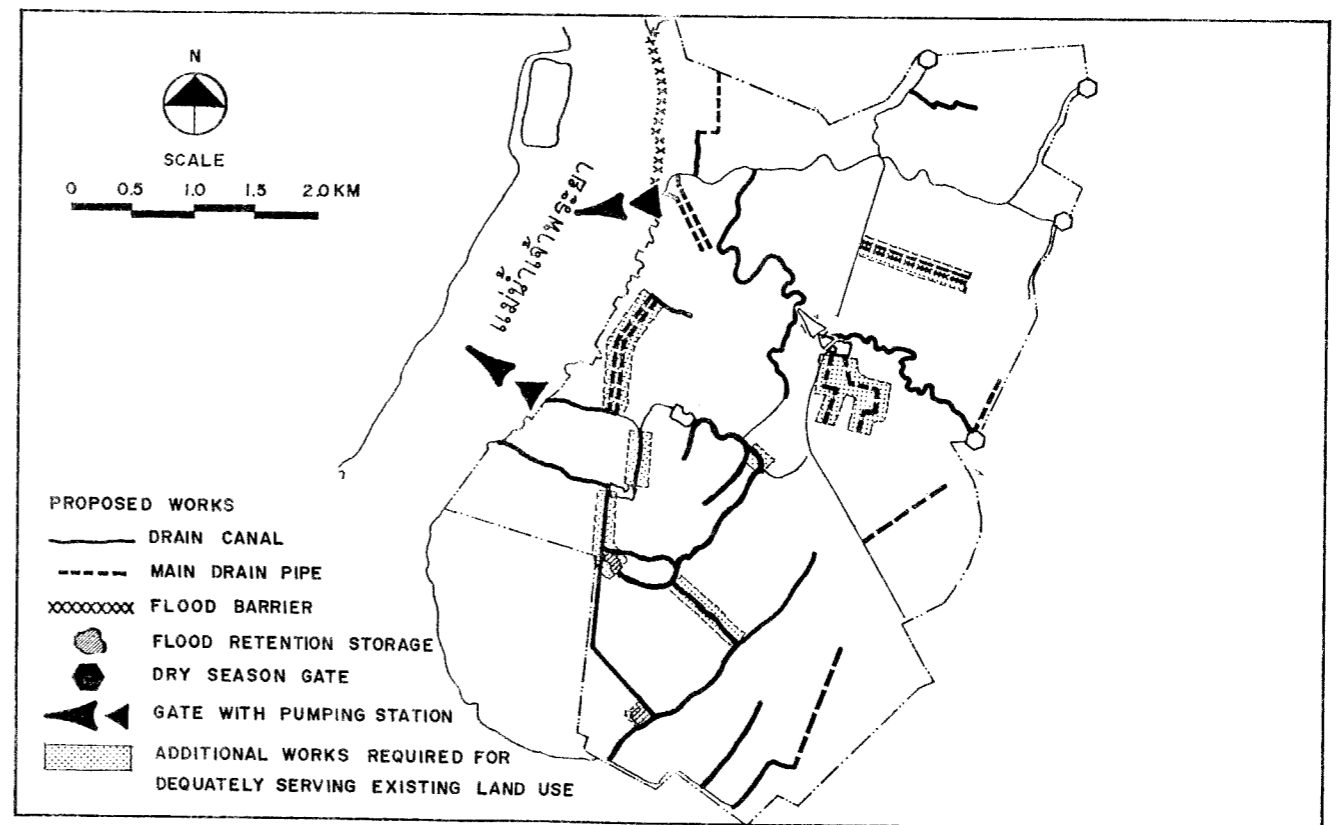 N
SCALE
0 0.5 1.0 1.5 2.0 KM
PROPOSED WORKS
DRAIN CANAL
MAIN DRAIN PIPE
FLOOD BARRIER
FLOOD RETENTION STORAGE
DRY SEASON GATE
GATE WITH PUMPING STATION
ADDITIONAL WORKS REQUIRED FOR
DEQUATELY SERVING EXISTING LAND USE